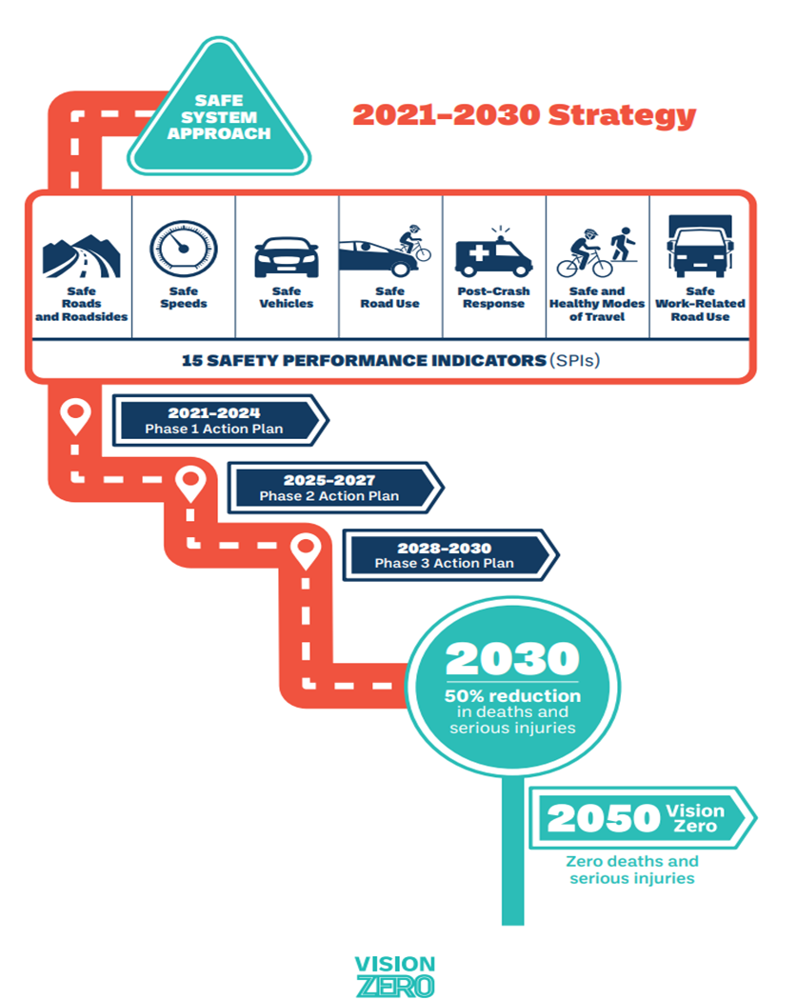 SAFE
SYSTEM
APPROACH
2021–2030 Strategy
Safe
Roads
and Roadsides
Safe
Speeds
Safe
Vehicles
Safe
Road Use
Post-Crash
Response
Safe and
Healthy Modes
of Travel
Safe
Work-Related
Road Use
15 SAFETY PERFORMANCE INDICATORS (SPIs)
2021–2024
Phase 1 Action Plan
2025–2027
Phase 2 Action Plan
2028–2030
Phase 3 Action Plan
2030
50% reduction
in deaths and
serious injuries
2050 Vision
Zero
Zero deaths and
serious injuries
VISION
ZERO